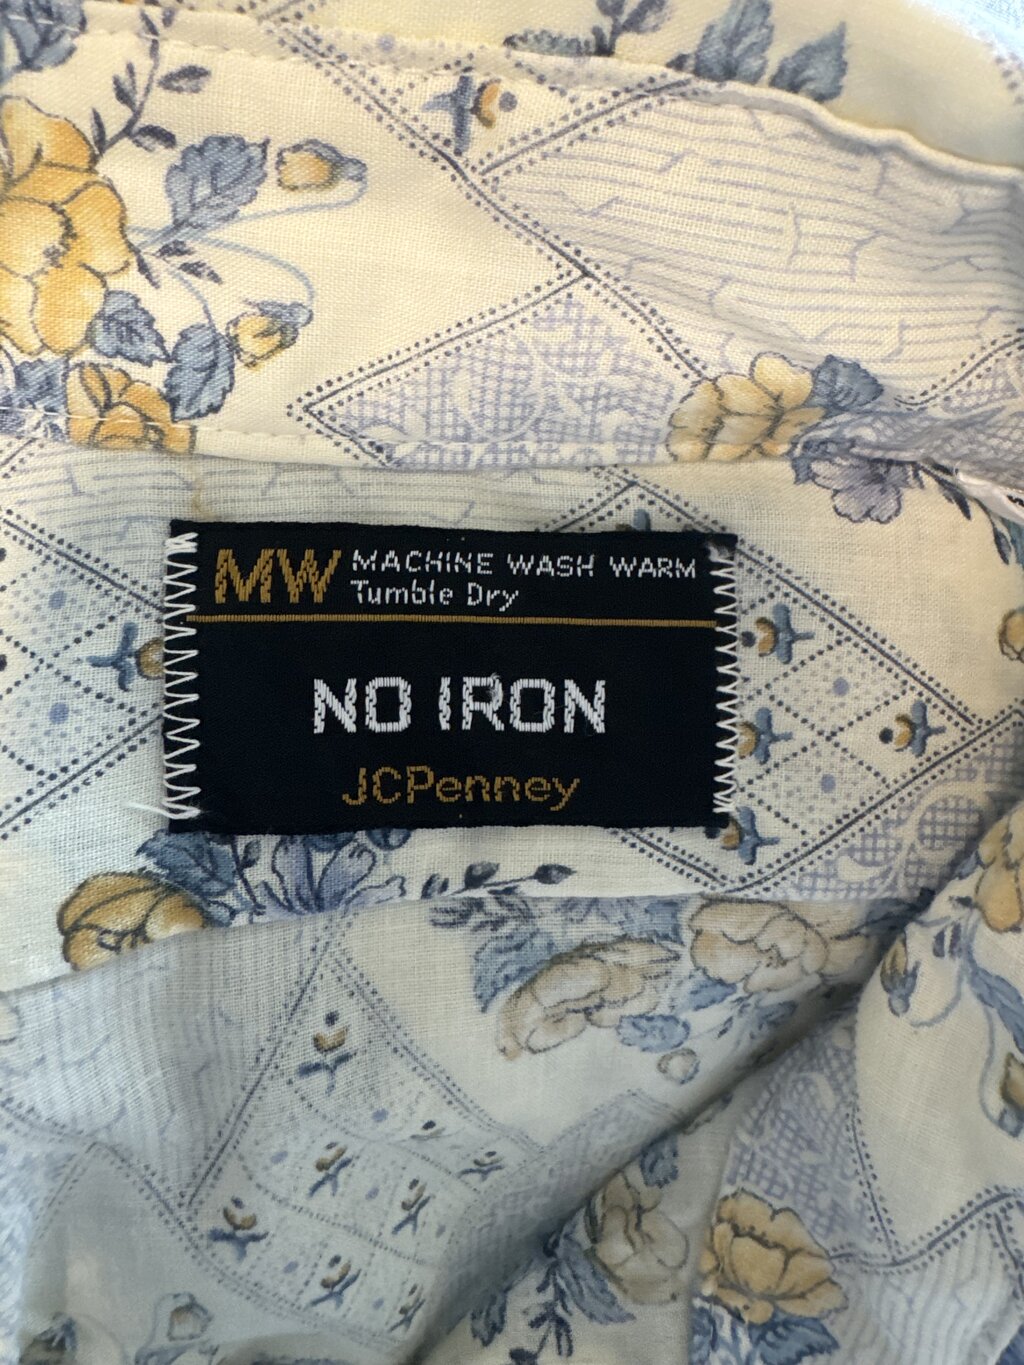 MW MACHINE WASH WARM
Tumble Dry
NO IRON
JCPenney